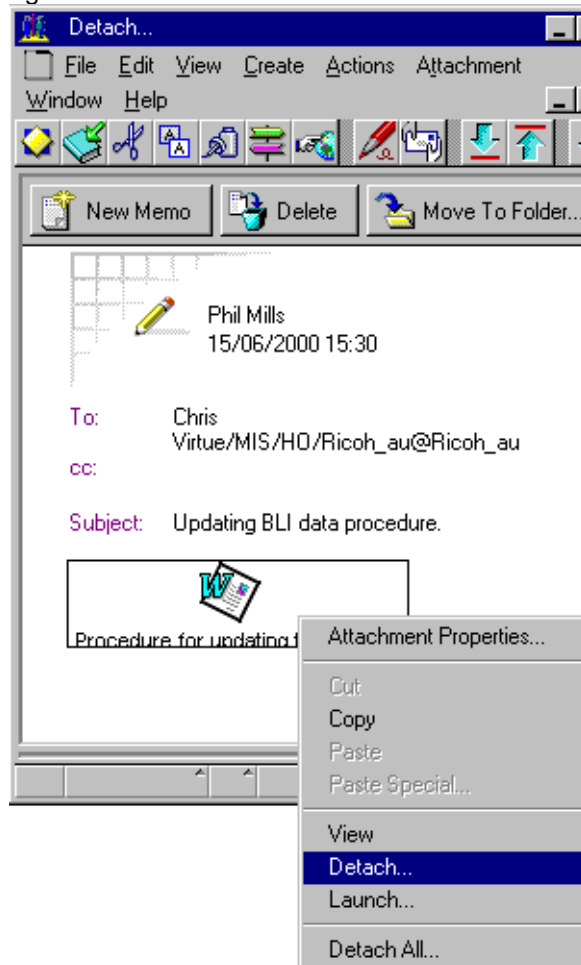 Detach...
File Edit View Create Actions Attachment
Window Help
New Memo Delete Move To Folder...
Phil Mills
15/06/2000 15:30
To: Chris
Virtue/MIS/HO/Ricoh_au@Ricoh_au
cc:
Subject: Updating BLI data procedure.
Procedure for updating
Attachment Properties...
Cut
Copy
Paste
Paste Special...
View
Detach...
Launch...
Detach All...